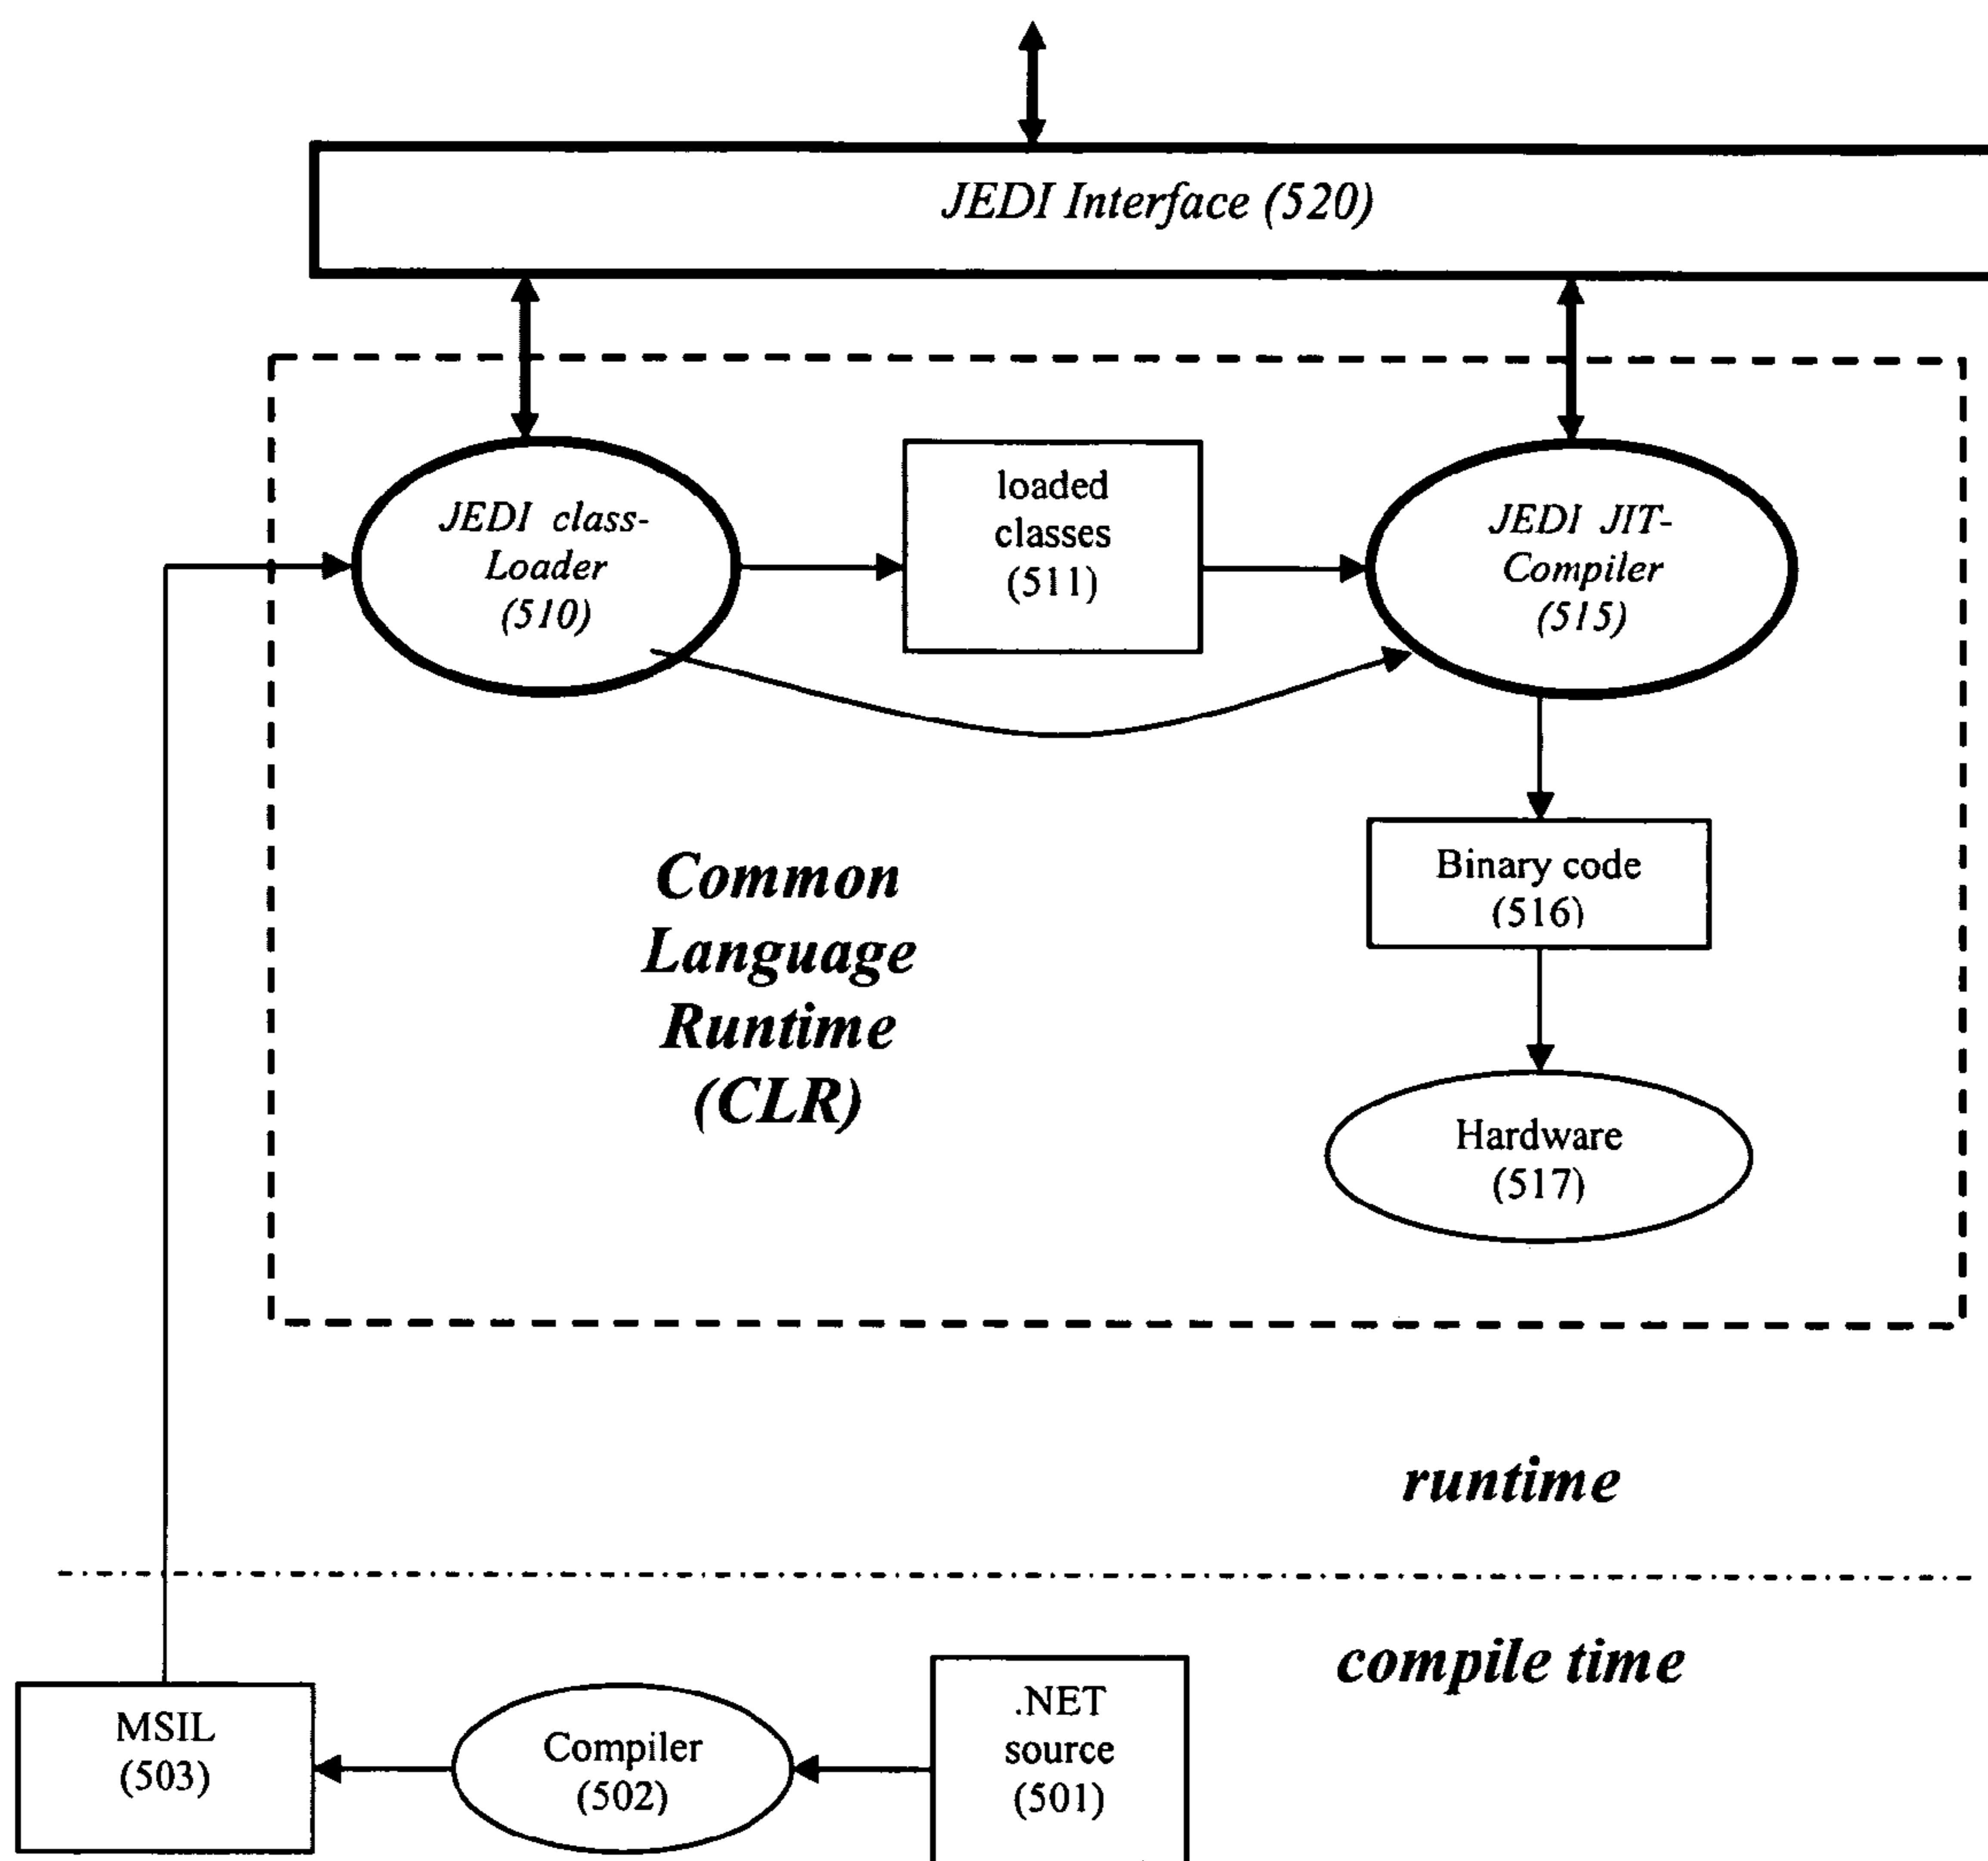 JEDI Interface (520)
JEDI class-
Loader
(510)
loaded
classes
(511)
JEDI JIT-
Compiler
(515)
Binary code
(516)
Common
Language
Runtime
(CLR)
Hardware
(517)
runtime
compile time
MSIL
(503)
Compiler
(502)
.NET
source
(501)